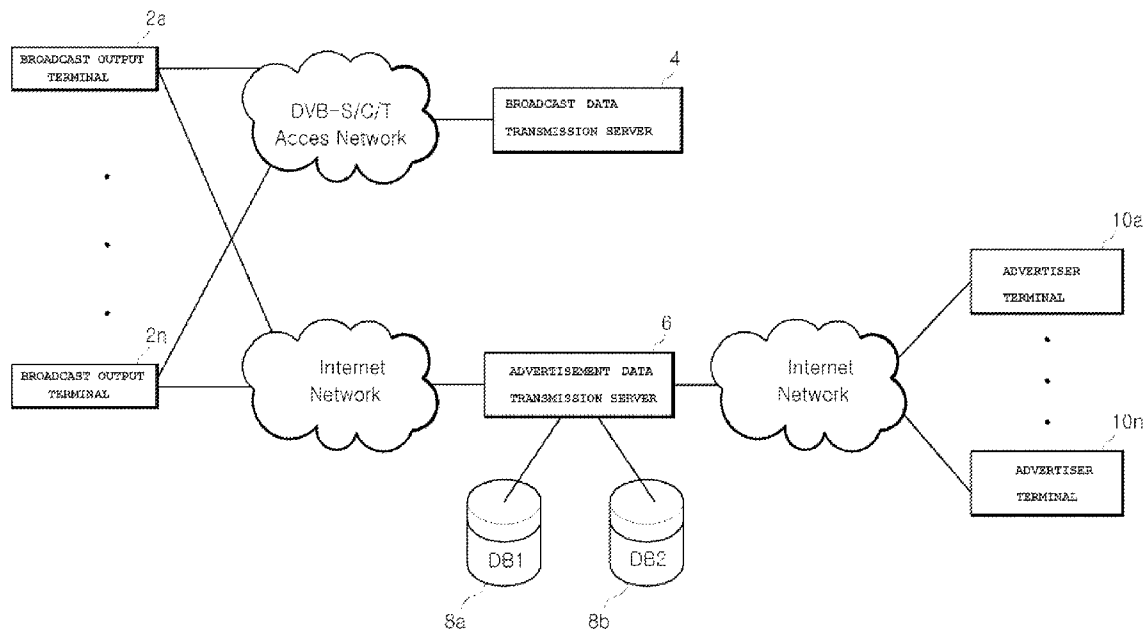 2a
BROADCAST OUTPUT
TERMINAL
DVB-S/C/T
Acces Network
4
BROADCAST DATA
TRANSMISSION SERVER
2n
BROADCAST OUTPUT
TERMINAL
Internet
Network
6
ADVERTISEMENT DATA
TRANSMISSION SERVER
Internet
Network
10a
ADVERTISER
TERMINAL
10n
ADVERTISER
TERMINAL
DB1
DB2
8a
8b